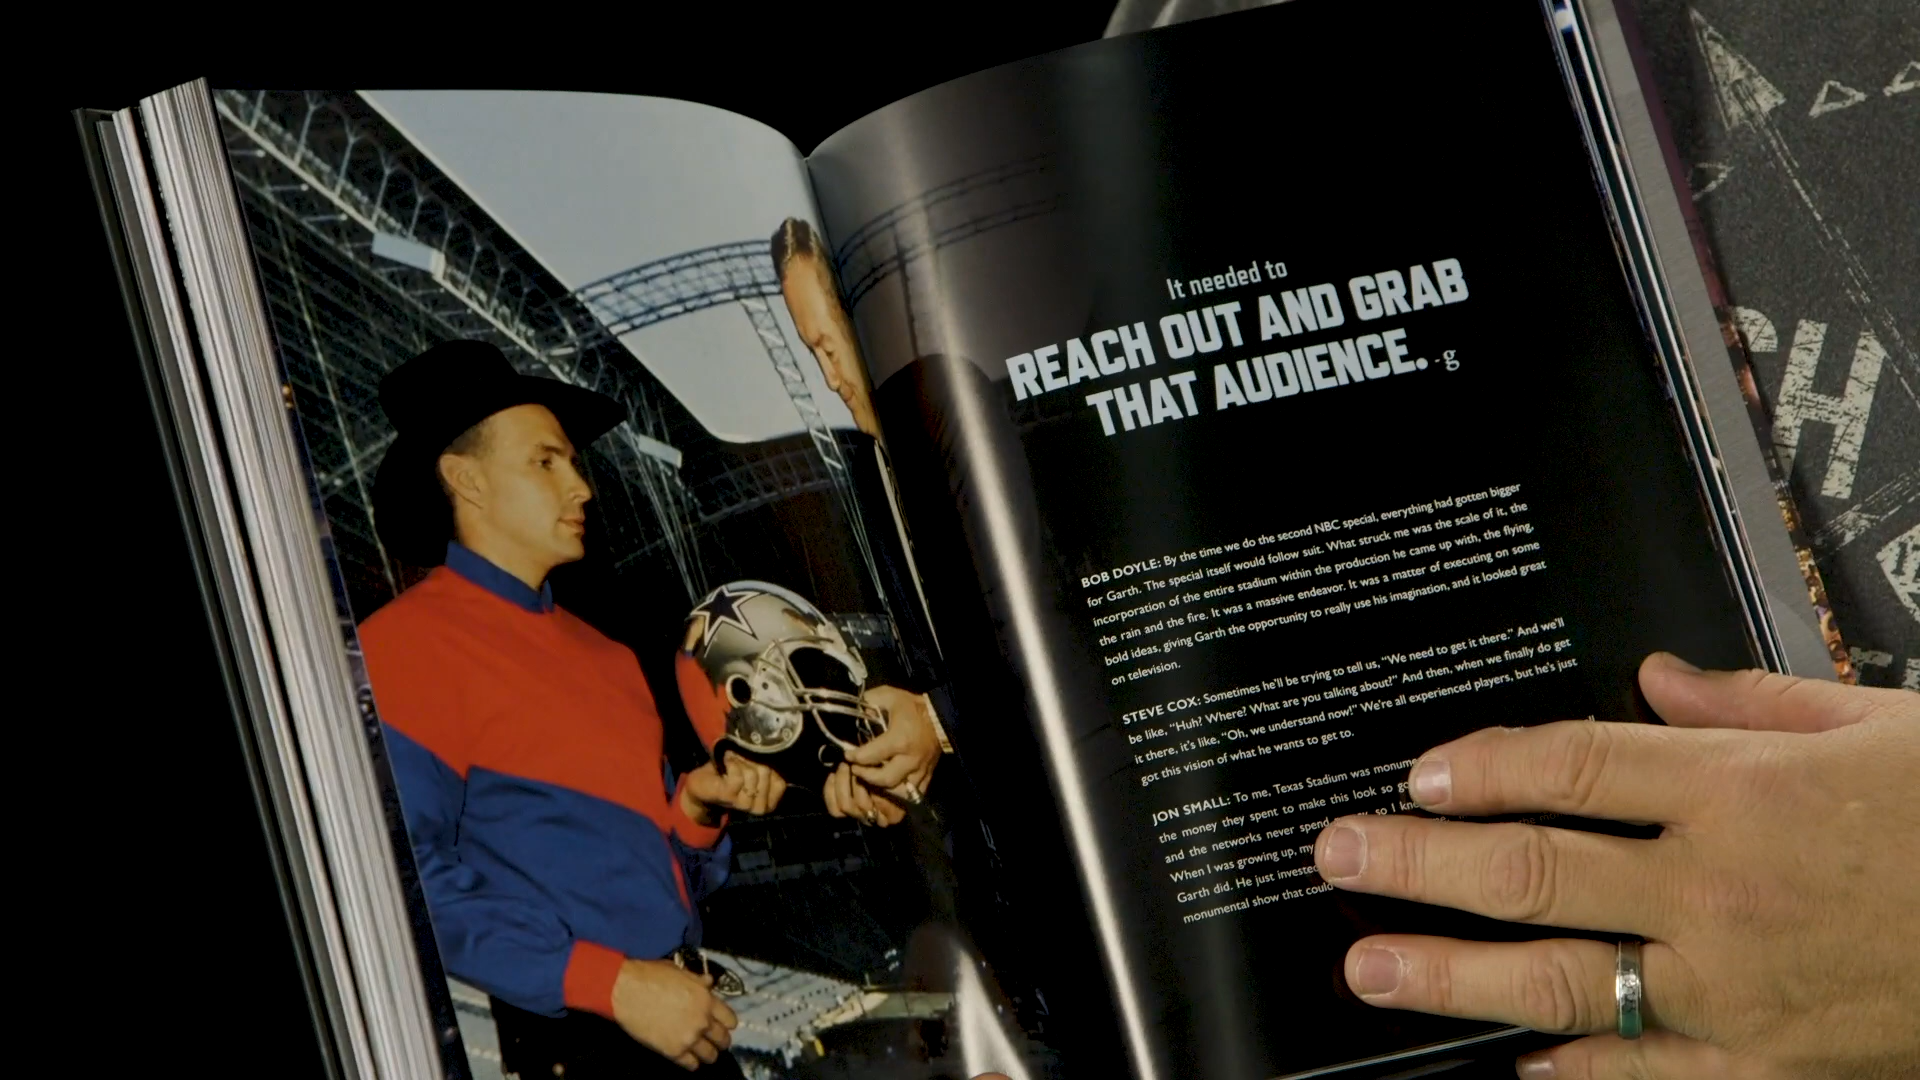 It needed to
REACH OUT AND GRAB
THAT AUDIENCE. -g
BOB DOYLE: By the time we do the second NBC special, everything had gotten bigger
for Garth. The special itself would follow suit. What struck me was the scale of it, the
incorporation of the entire stadium within the production he came up with, the flying,
the rain and the fire. It was a massive endeavor. It was a matter of executing on some
bold ideas, giving Garth the opportunity to really use his imagination, and it looked great
on television.
STEVE COX: Sometimes he'll be trying to tell us, "We need to get it there." And we'll
be like, "Huh? Where? What are you talking about?" And then, when we finally do get
it there, it's like, "Oh, we understand now!" We're all experienced players, but he's just
got this vision of what he wants to get to.
JON SMALL: To me, Texas Stadium was
the money they spent to make this look so
and the networks never spend so I
When I was growing up, my
Garth did. He just
monumental show that could